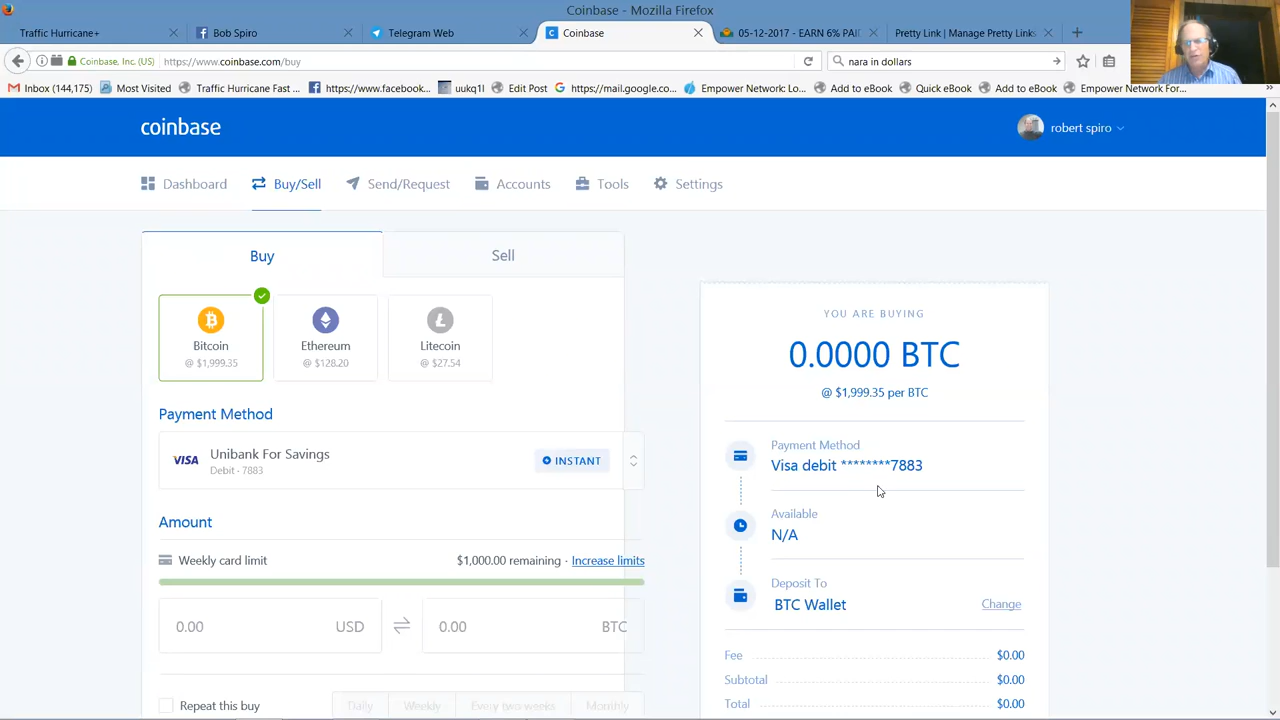 Coinbase - Mozilla Firefox
Traffic Hurricane+
Bob Spiro
Telegram Web
Coinbase
05-12-2017 - EARN 6% PAI
Pretty Link | Manage Pretty Links
Coinbase, Inc. (US)
https://www.coinbase.com/buy
nara in dollars
Inbox (144,175)
Most Visited
Traffic Hurricane Fast ...
https://www.facebook...
uukq1l
Edit Post
https://mail.google.co...
Empower Network: Lo...
Add to eBook
Quick eBook
Add to eBook
Empower Network: For...
coinbase
robert spiro
Dashboard
Buy/Sell
Send/Request
Accounts
Tools
Settings
Buy
Sell
Bitcoin
@ $1,999.35
Ethereum
@ $128.20
Litecoin
@ $27.54
Payment Method
VISA
Unibank For Savings
Debit · 7883
INSTANT
Amount
Weekly card limit
$1,000.00 remaining · Increase limits
0.00 USD
0.00 BTC
Repeat this buy
Daily
Weekly
Every two weeks
Monthly
YOU ARE BUYING
0.0000 BTC
@ $1,999.35 per BTC
Payment Method
Visa debit ********7883
Available
N/A
Deposit To
BTC Wallet
Change
Fee $0.00
Subtotal $0.00
Total $0.00